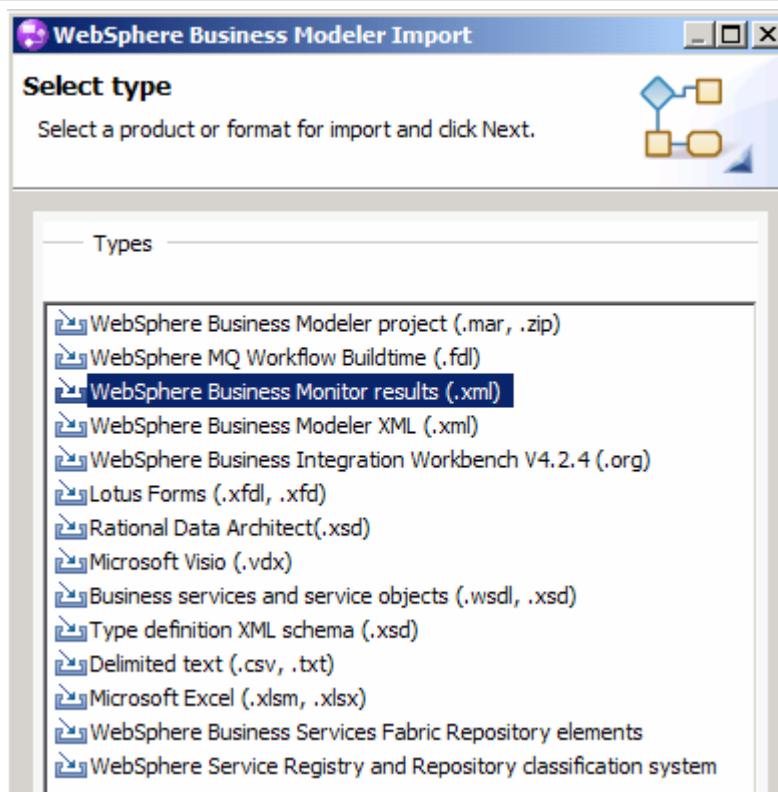 WebSphere Business Modeler Import
Select type
Select a product or format for import and click Next.
Types
WebSphere Business Modeler project (.mar, .zip)
WebSphere MQ Workflow Buildtime (.fdl)
WebSphere Business Monitor results (.xml)
WebSphere Business Modeler XML (.xml)
WebSphere Business Integration Workbench V4.2.4 (.org)
Lotus Forms (.xfdl, .xfd)
Rational Data Architect(.xsd)
Microsoft Visio (.vdx)
Business services and service objects (.wsdl, .xsd)
Type definition XML schema (.xsd)
Delimited text (.csv, .txt)
Microsoft Excel (.xlsm, .xlsx)
WebSphere Business Services Fabric Repository elements
WebSphere Service Registry and Repository classification system